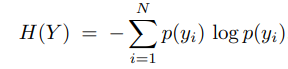 H(Y) = − ∑_{i=1}^{N} p(y_i) log p(y_i)